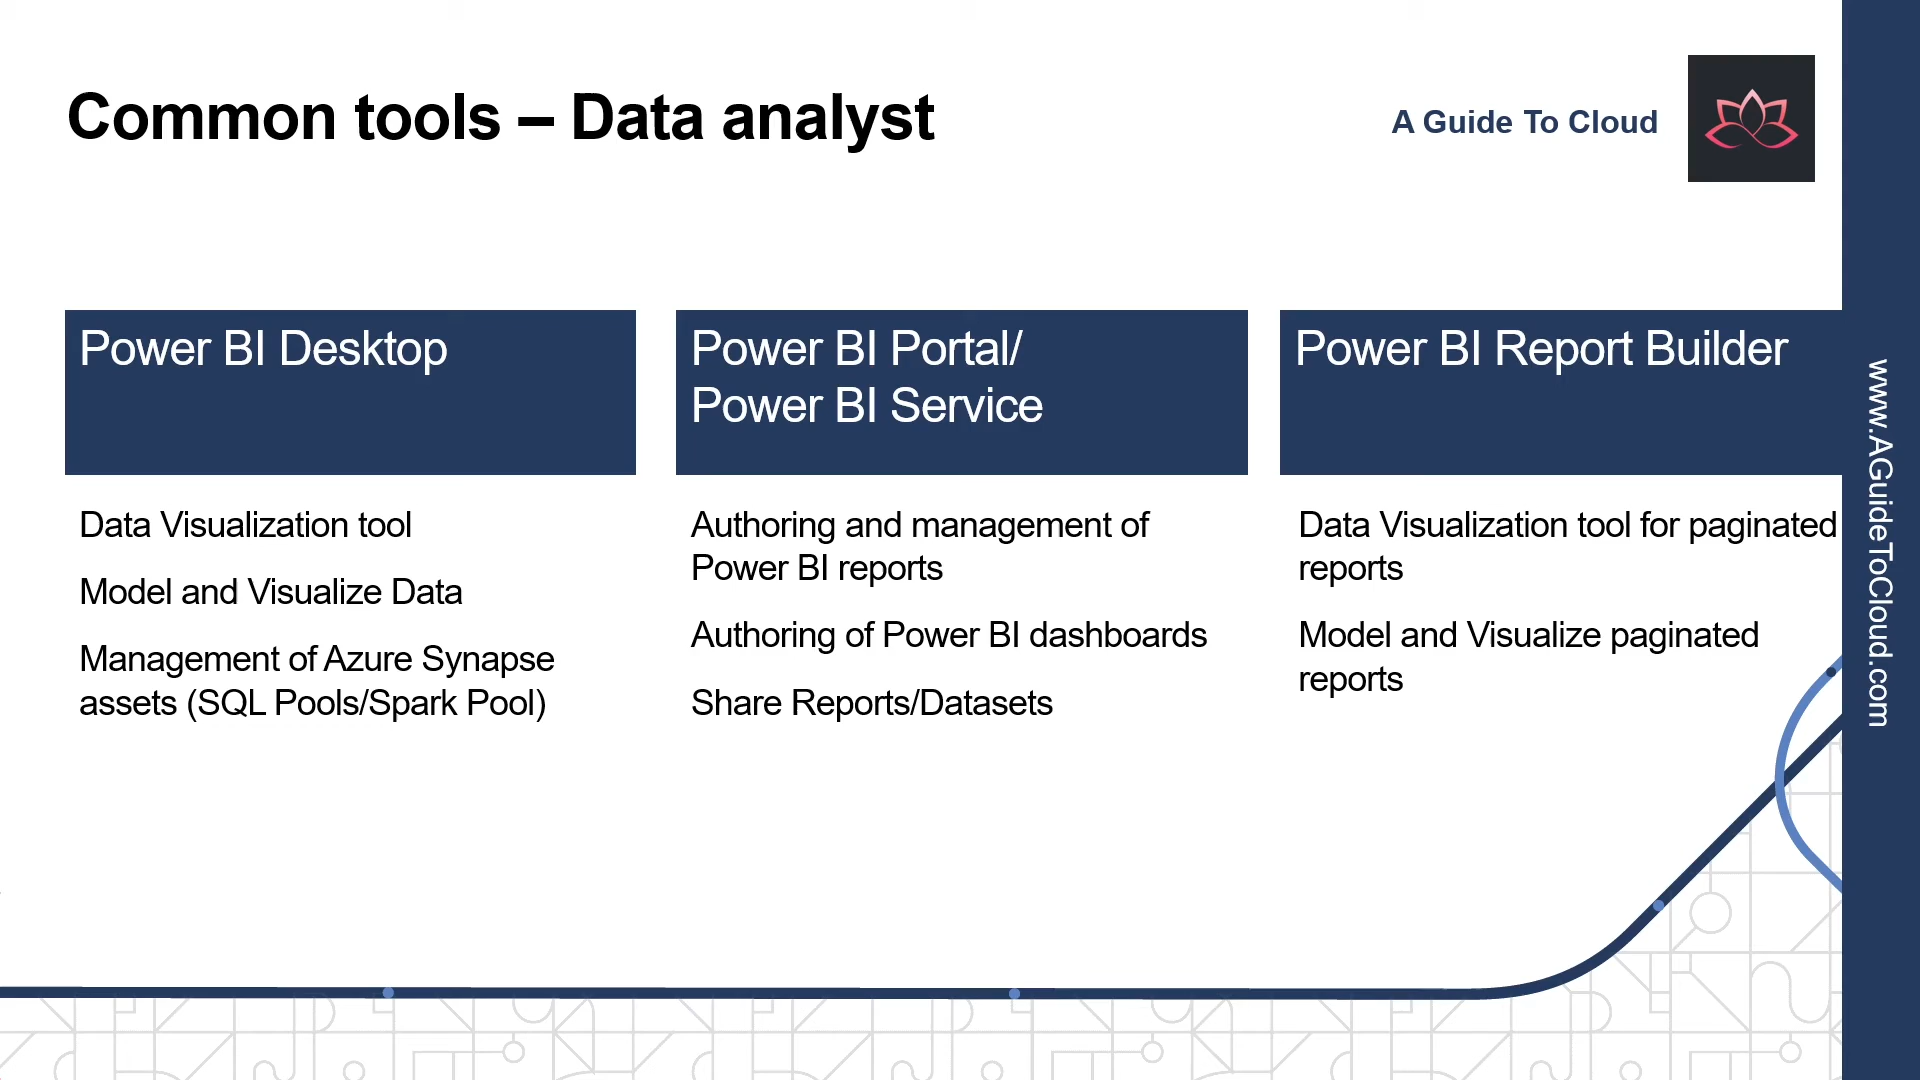 Common tools – Data analyst
A Guide To Cloud
Power BI Desktop
Data Visualization tool
Model and Visualize Data
Management of Azure Synapse
assets (SQL Pools/Spark Pool)
Power BI Portal/
Power BI Service
Authoring and management of
Power BI reports
Authoring of Power BI dashboards
Share Reports/Datasets
Power BI Report Builder
Data Visualization tool for paginated
reports
Model and Visualize paginated
reports
www.AGuideToCloud.com